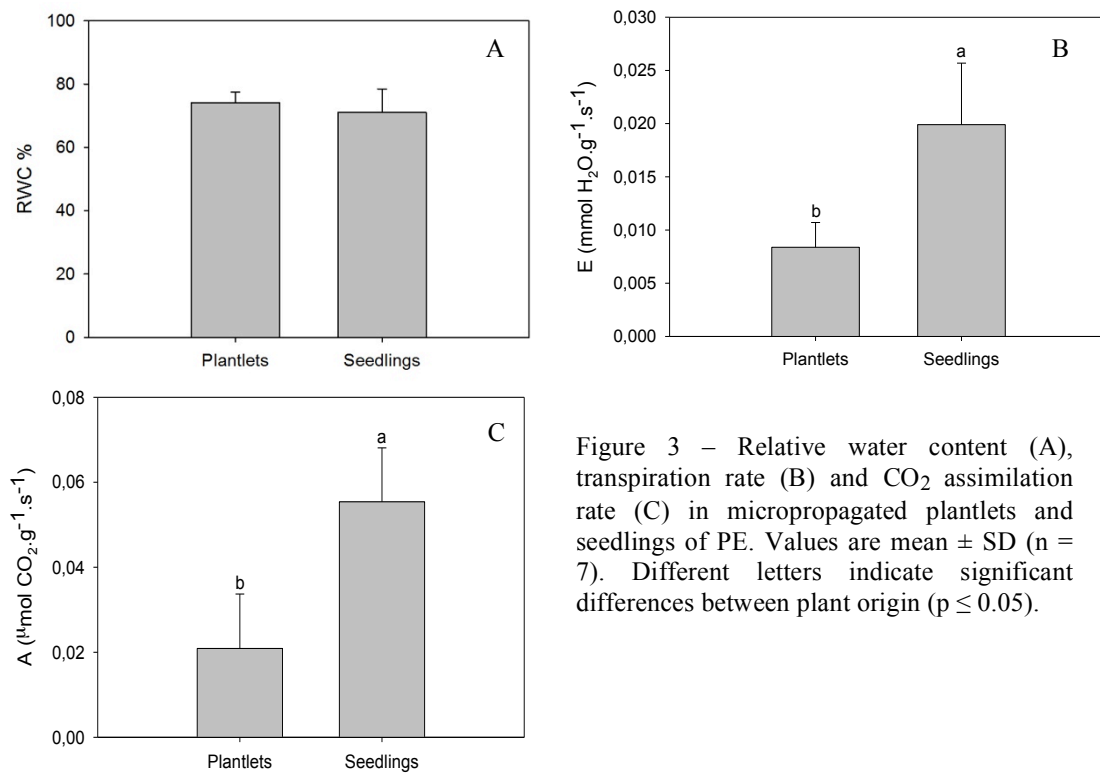 100
80
60
40
20
0
RWC %
A
Plantlets
Seedlings
0,030
0,025
0,020
0,015
0,010
0,005
0,000
E (mmol H₂O.g⁻¹.s⁻¹)
B
b
a
Plantlets
Seedlings
0,08
0,06
0,04
0,02
0,00
A (µmol CO₂.g⁻¹.s⁻¹)
C
b
a
Plantlets
Seedlings
Figure 3 – Relative water content (A),
transpiration rate (B) and CO₂ assimilation
rate (C) in micropropagated plantlets and
seedlings of PE. Values are mean ± SD (n =
7). Different letters indicate significant
differences between plant origin (p ≤ 0.05).